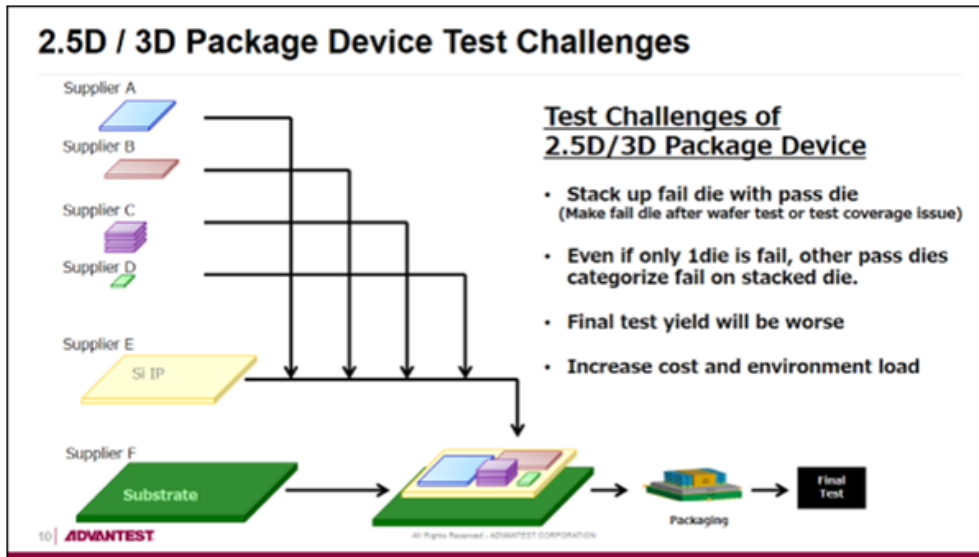 2.5D / 3D Package Device Test Challenges
Supplier A
Supplier B
Supplier C
Supplier D
Supplier E
Si IP
Supplier F
Substrate
Test Challenges of
2.5D/3D Package Device
• Stack up fail die with pass die
(Make fail die after wafer test or test coverage issue)
• Even if only 1die is fail, other pass dies
categorize fail on stacked die.
• Final test yield will be worse
• Increase cost and environment load
Packaging
Final
Test
10 ADVANTEST
All Rights Reserved - ADVANTEST CORPORATION